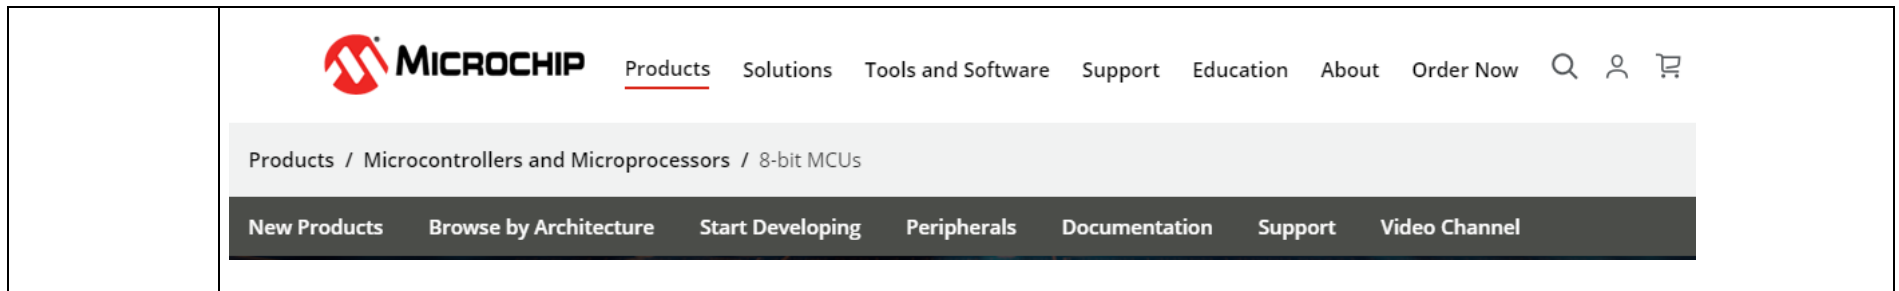 MICROCHIP Products Solutions Tools and Software Support Education About Order Now
Products / Microcontrollers and Microprocessors / 8-bit MCUs
New Products Browse by Architecture Start Developing Peripherals Documentation Support Video Channel